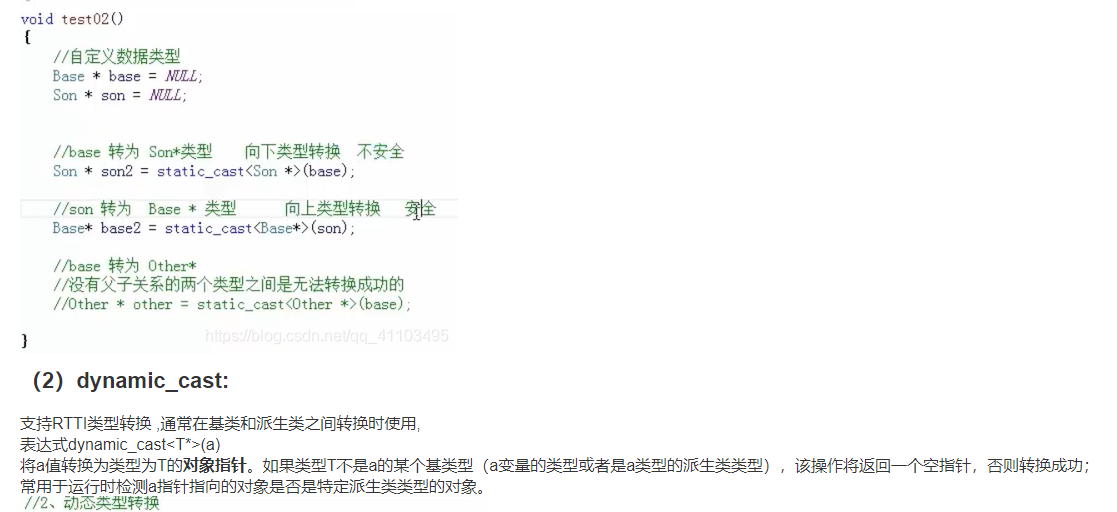 void test02()
{
//自定义数据类型
Base * base = NULL;
Son * son = NULL;
//base 转为 Son*类型 向下类型转换 不安全
Son * son2 = static_cast<Son *>(base);
//son 转为 Base * 类型 向上类型转换 安全
Base* base2 = static_cast<Base*>(son);
//base 转为 Other*
//没有父子关系的两个类型之间是无法转换成功的
//Other * other = static_cast<Other *>(base);
https://blog.csdn.net/qq_41103495
}
（2）dynamic_cast:
支持RTTI类型转换 ,通常在基类和派生类之间转换时使用,
表达式dynamic_cast<T*>(a)
将a值转换为类型为T的对象指针。如果类型T不是a的某个基类型（a变量的类型或者是a类型的派生类类型），该操作将返回一个空指针，否则转换成功；
常用于运行时检测a指针指向的对象是否是特定派生类类型的对象。
//2、动态类型转换